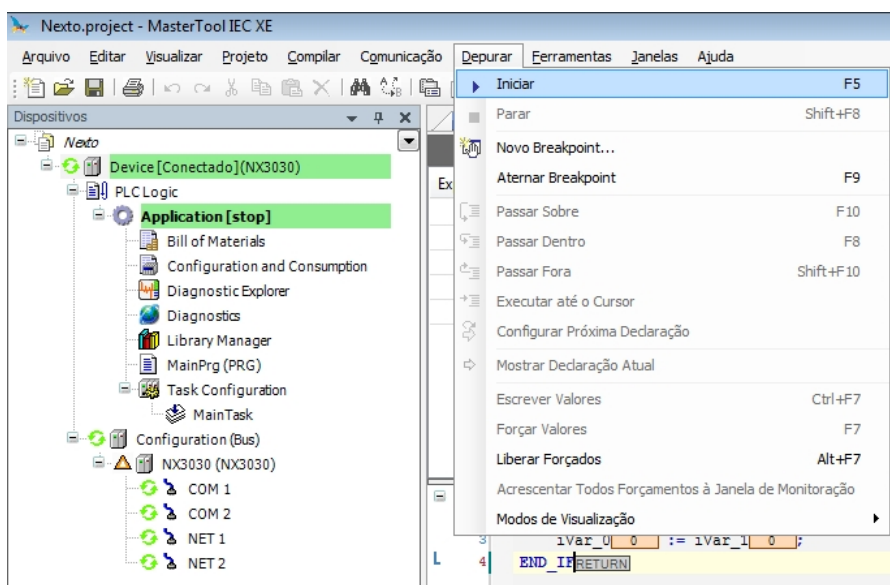 Nexto.project - MasterTool IEC XE
Arquivo Editar Visualizar Projeto Compilar Comunicação Depurar Ferramentas Janelas Ajuda
Dispositivos
Nexto
Device [Conectado] (NX3030)
PLC Logic
Application [stop]
Bill of Materials
Configuration and Consumption
Diagnostic Explorer
Diagnostics
Library Manager
MainPrg (PRG)
Task Configuration
MainTask
Configuration (Bus)
NX3030 (NX3030)
COM 1
COM 2
NET 1
NET 2
Ex
Iniciar F5
Parar Shift+F8
Novo Breakpoint...
Aternar Breakpoint F9
Passar Sobre F10
Passar Dentro F8
Passar Fora Shift+F10
Executar até o Cursor
Configurar Próxima Declaração
Mostrar Declaração Atual
Escrever Valores Ctrl+F7
Forçar Valores F7
Liberar Forçados Alt+F7
Acrescentar Todos Forçamentos à Janela de Monitoração
Modos de Visualização
3 iVar_0 0 := iVar_1 0 ;
L 4 END_IF RETURN